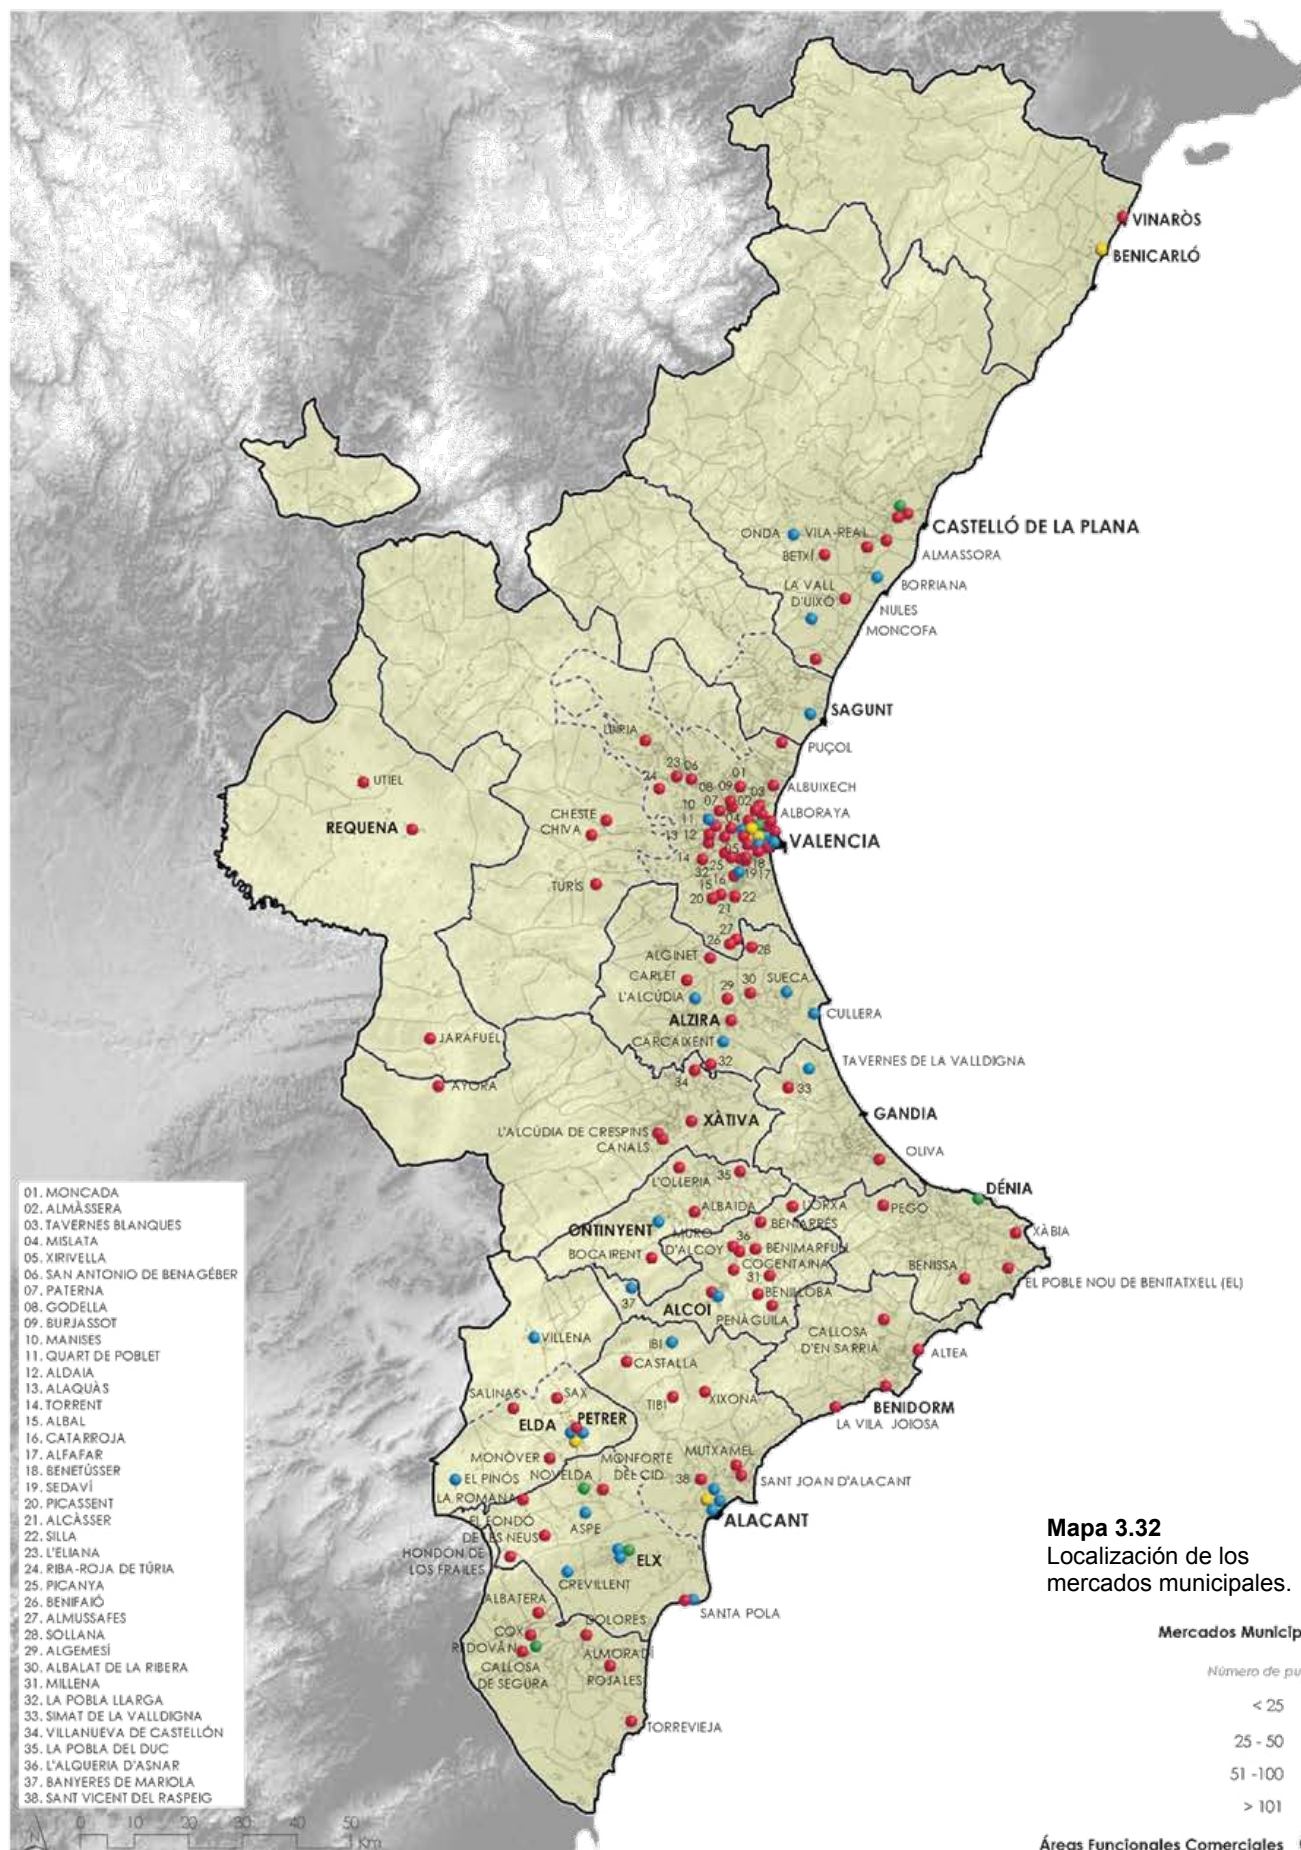 VINARÒS
BENICARLÓ
CASTELLÓ DE LA PLANA
ONDA
VILA-REAL
BETXÍ
ALMASSORA
LA VALL
D'UIXÓ
BORRIANA
NULES
MONCOFA
SAGUNT
LLÍRIA
PUÇOL
UTIEL
23
06
01
24
08
09
03
ALBUIXECH
10
07
02
REQUENA
CHESTE
CHIVA
11
04
ALBORAYA
13
12
VALENCIA
14
05
18
32
25
19
17
TURÍS
15
16
20
22
21
27
26
28
ALGINET
CARLET
29
30
SUECA
L'ALCÚDIA
ALZIRA
CULLERA
JARAFUEL
CARCAIXENT
32
TAVERNES DE LA VALLDIGNA
34
33
AYORA
XÀTIVA
GANDIA
L'ALCÚDIA DE CRESPINS
CANALS
OLIVA
L'OLLERIA
35
DÉNIA
ALBAIDA
L'ORXA
PEGO
ONTINYENT
BENIARRÉS
XÀBIA
MURO
D'ALCOY
36
BENIMARFULL
BOCAIRENT
COCENTAINA
BENISSA
31
EL POBLE NOU DE BENITATXELL (EL)
37
ALCOI
BENILLOBA
PENÀGUILA
VILLENA
IBI
CALLOSA
D'EN SARRIÀ
ALTEA
CASTALLA
SALINAS
SAX
TIBI
XIXONA
BENIDORM
LA VILA JOIOSA
ELDA
PETRER
MONÒVER
MONFORTE
DEL CID
MUTXAMEL
EL PINÓS
NOVELDA
38
SANT JOAN D'ALACANT
LA ROMANA
ASPE
ALACANT
EL FONDÓ
DE LES NEUS
HONDÓN DE
LOS FRAILES
ELX
CREVILLENT
ALBATERA
SANTA POLA
COX
DOLORES
REDOVÁN
ALMORADÍ
CALLOSA
DE SEGURA
ROJALES
TORREVIEJA
01. MONCADA
02. ALMÀSSERA
03. TAVERNES BLANQUES
04. MISLATA
05. XIRIVELLA
06. SAN ANTONIO DE BENAGÉBER
07. PATERNA
08. GODELLA
09. BURJASSOT
10. MANISES
11. QUART DE POBLET
12. ALDAIA
13. ALAQUÀS
14. TORRENT
15. ALBAL
16. CATARROJA
17. ALFAFAR
18. BENETÚSSER
19. SEDAVÍ
20. PICASSENT
21. ALCÀSSER
22. SILLA
23. L'ELIANA
24. RIBA-ROJA DE TÚRIA
25. PICANYA
26. BENIFAIÓ
27. ALMUSSAFES
28. SOLLANA
29. ALGEMESÍ
30. ALBALAT DE LA RIBERA
31. MILLENA
32. LA POBLA LLARGA
33. SIMAT DE LA VALLDIGNA
34. VILLANUEVA DE CASTELLÓN
35. LA POBLA DEL DUC
36. L'ALQUERIA D'ASNAR
37. BANYERES DE MARIOLA
38. SANT VICENT DEL RASPEIG
N
0 10 20 30 40 50
Km
Mapa 3.32
Localización de los
mercados municipales.
Mercados Municip
Número de pu
< 25
25 - 50
51 -100
> 101
Áreas Funcionales Comerciales